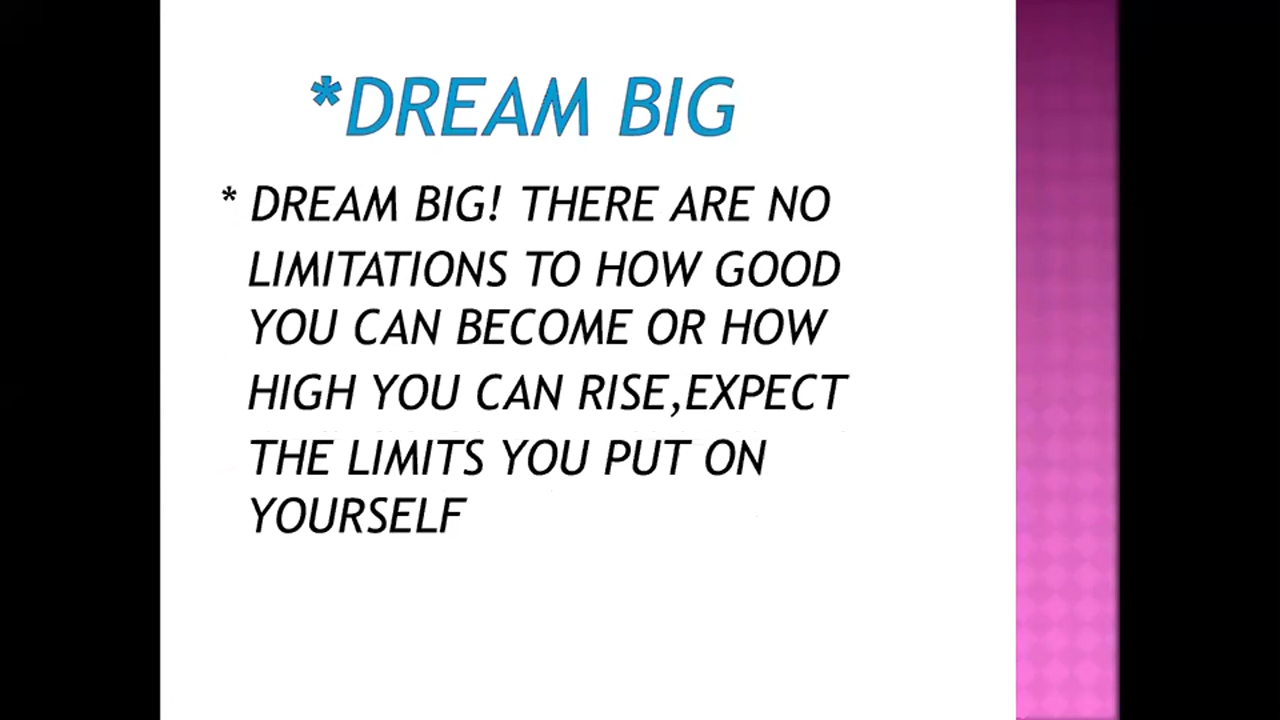 *DREAM BIG
* DREAM BIG! THERE ARE NO
LIMITATIONS TO HOW GOOD
YOU CAN BECOME OR HOW
HIGH YOU CAN RISE,EXPECT
THE LIMITS YOU PUT ON
YOURSELF